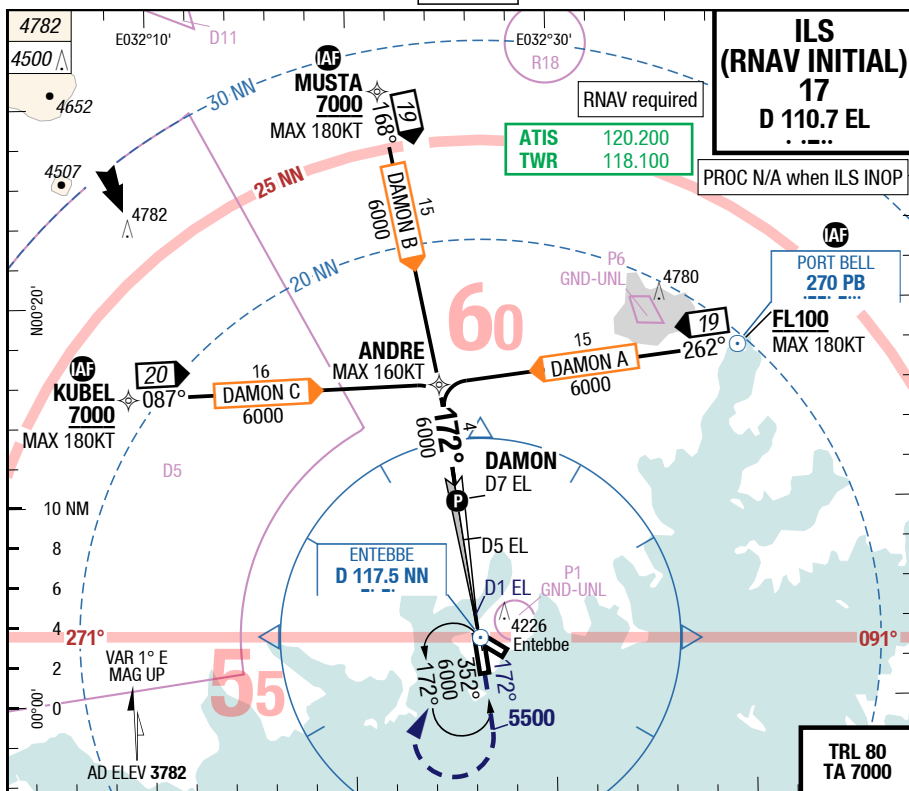 4782
4500
E032°10'
D11
IAF
E032°30'
R18
ILS
(RNAV INITIAL)
17
D 110.7 EL
4652
30 NN
MUSTA
7000
MAX 180KT
19
168°
RNAV required
ATIS 120.200
TWR 118.100
PROC N/A when ILS INOP
4507
4782
25 NN
DAMON B
15
6000
20 NN
P6
GND-UNL
4780
IAF
PORT BELL
270 PB
N00°20'
60
19
262°
FL100
MAX 180KT
15
DAMON A
6000
ANDRE
MAX 160KT
IAF
KUBEL
7000
MAX 180KT
20
087°
16
DAMON C
6000
172°
6000
4
D5
DAMON
D7 EL
P
10 NM
8
6
4
2
0
D5 EL
ENTEBBE
D 117.5 NN
D1 EL
P1
GND-UNL
4226
Entebbe
271°
091°
VAR 1° E
MAG UP
55
00°00'
172°
6000
352°
172°
5500
AD ELEV 3782
TRL 80
TA 7000